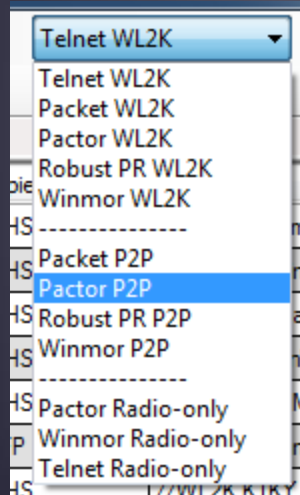 Telnet WL2K
Telnet WL2K
Packet WL2K
Pactor WL2K
Robust PR WL2K
Winmor WL2K
---------------
Packet P2P
Pactor P2P
Robust PR P2P
Winmor P2P
---------------
Pactor Radio-only
Winmor Radio-only
Telnet Radio-only